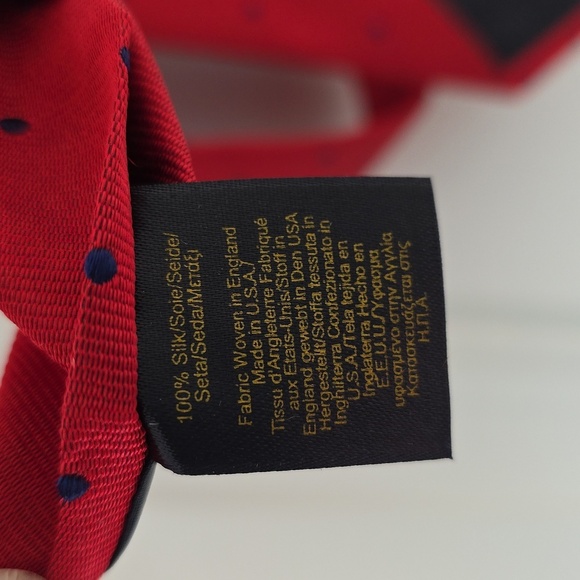 100% Silk/Soie/Seide/
Seta/Seda/Μετάξι
Fabric Woven in England
Made in U.S.A./
Tissu d'Angleterre Fabriqué
aux Etats-Unis/Stoff in
England gewebt in Den USA
Hergestellt/Stoffa tessuta in
Inghilterra Confezionato in
U.S.A./Tela tejida en
Inglaterra Hecho en
E.E.U.U./Υφασμα
υφασμενο στην Αγγλία
Κατασκευάζεται στις
Η.Π.Α.